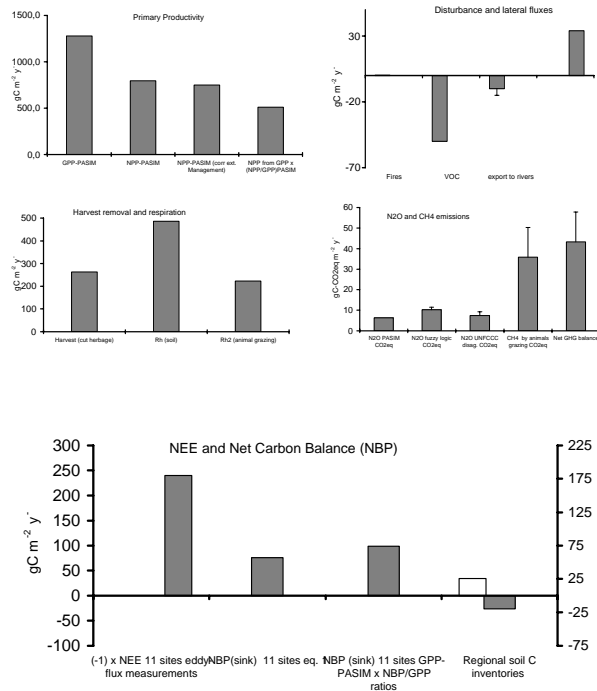 Primary Productivity
gC m⁻² y⁻
1500,0
1000,0
500,0
0,0
GPP-PASIM
NPP-PASIM
NPP-PASIM (corr ext. Management)
NPP from GPP x (NPP/GPP)PASIM
Disturbance and lateral fluxes
gC m⁻² y⁻
30
-20
-70
Fires
VOC
export to rivers
Harvest removal and respiration
gC m⁻² y⁻
500
400
300
200
100
0
Harvest (cut herbage)
Rh (soil)
Rh2 (animal grazing)
N2O and CH4 emissions
gC-CO2eq m⁻² y⁻
60
50
40
30
20
10
0
N2O PASIM CO2eq
N2O fuzzy logic CO2eq
N2O UNFCCC disag. CO2eq
CH4 by animals grazing CO2eq
Net GHG balance
NEE and Net Carbon Balance (NBP)
gC m⁻² y⁻
300
250
200
150
100
50
0
-50
-100
225
175
125
75
25
-25
-75
(-1) x NEE 11 sites eddy flux measurements
NBP(sink) 11 sites eq. 1
NBP (sink) 11 sites GPP-PASIM x NBP/GPP ratios
Regional soil C inventories